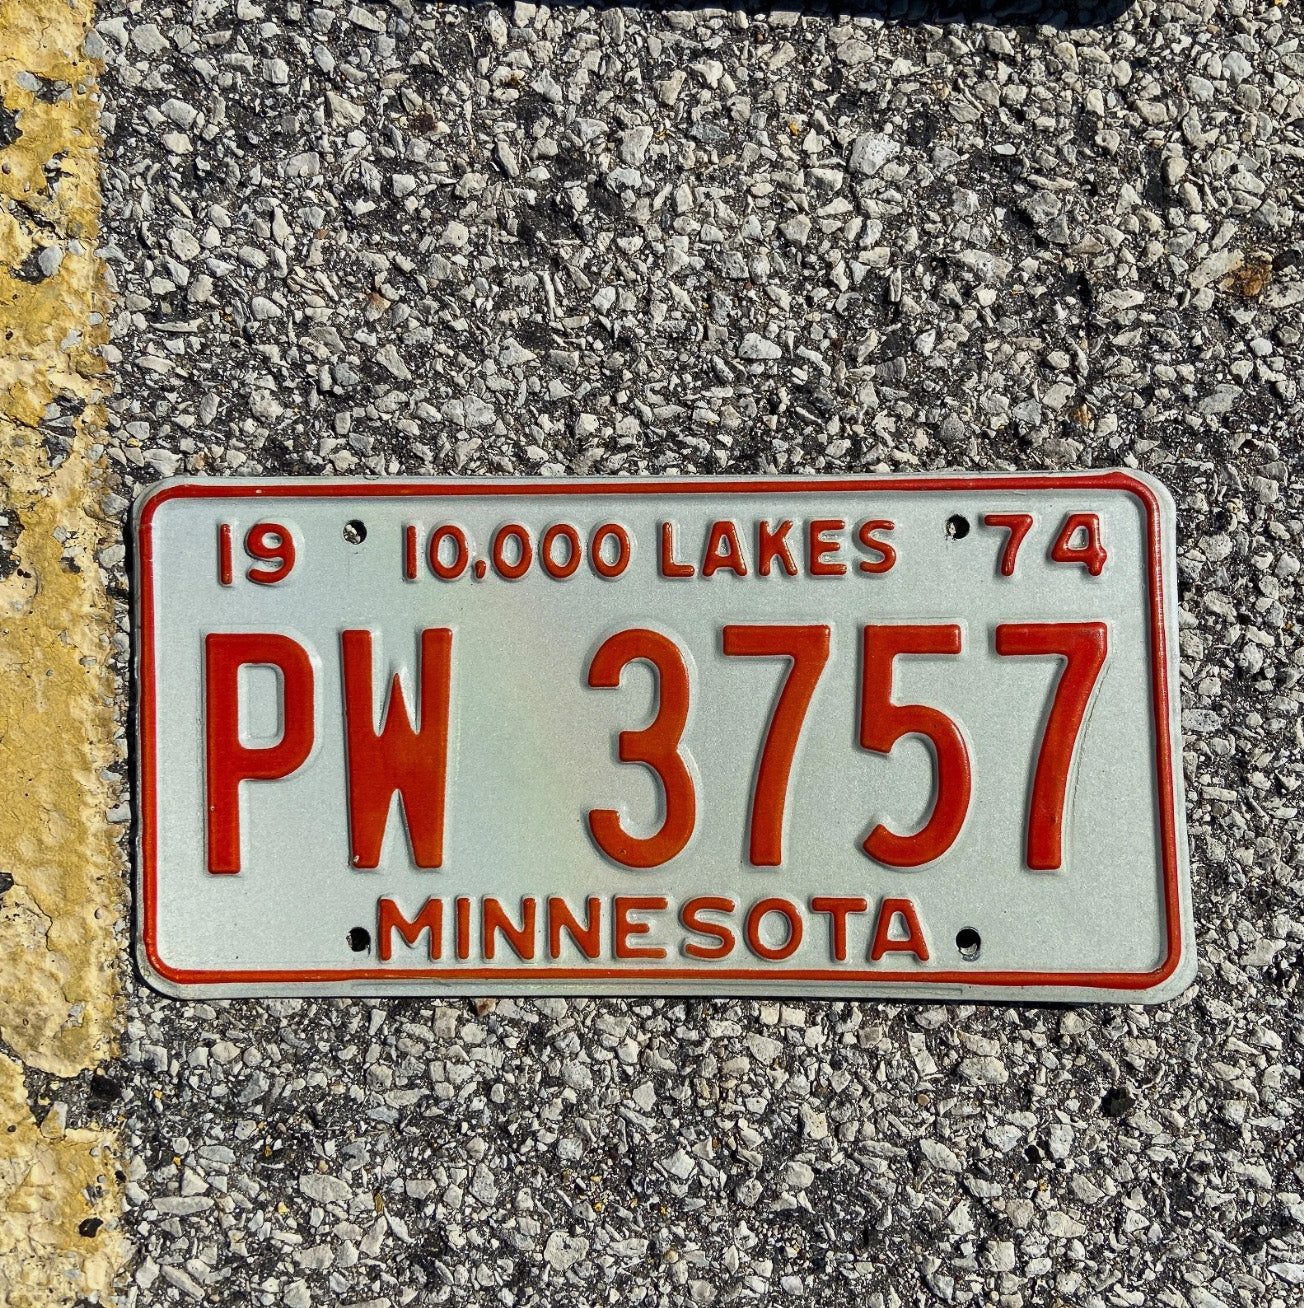 19 10,000 LAKES 74
PW 3757
MINNESOTA